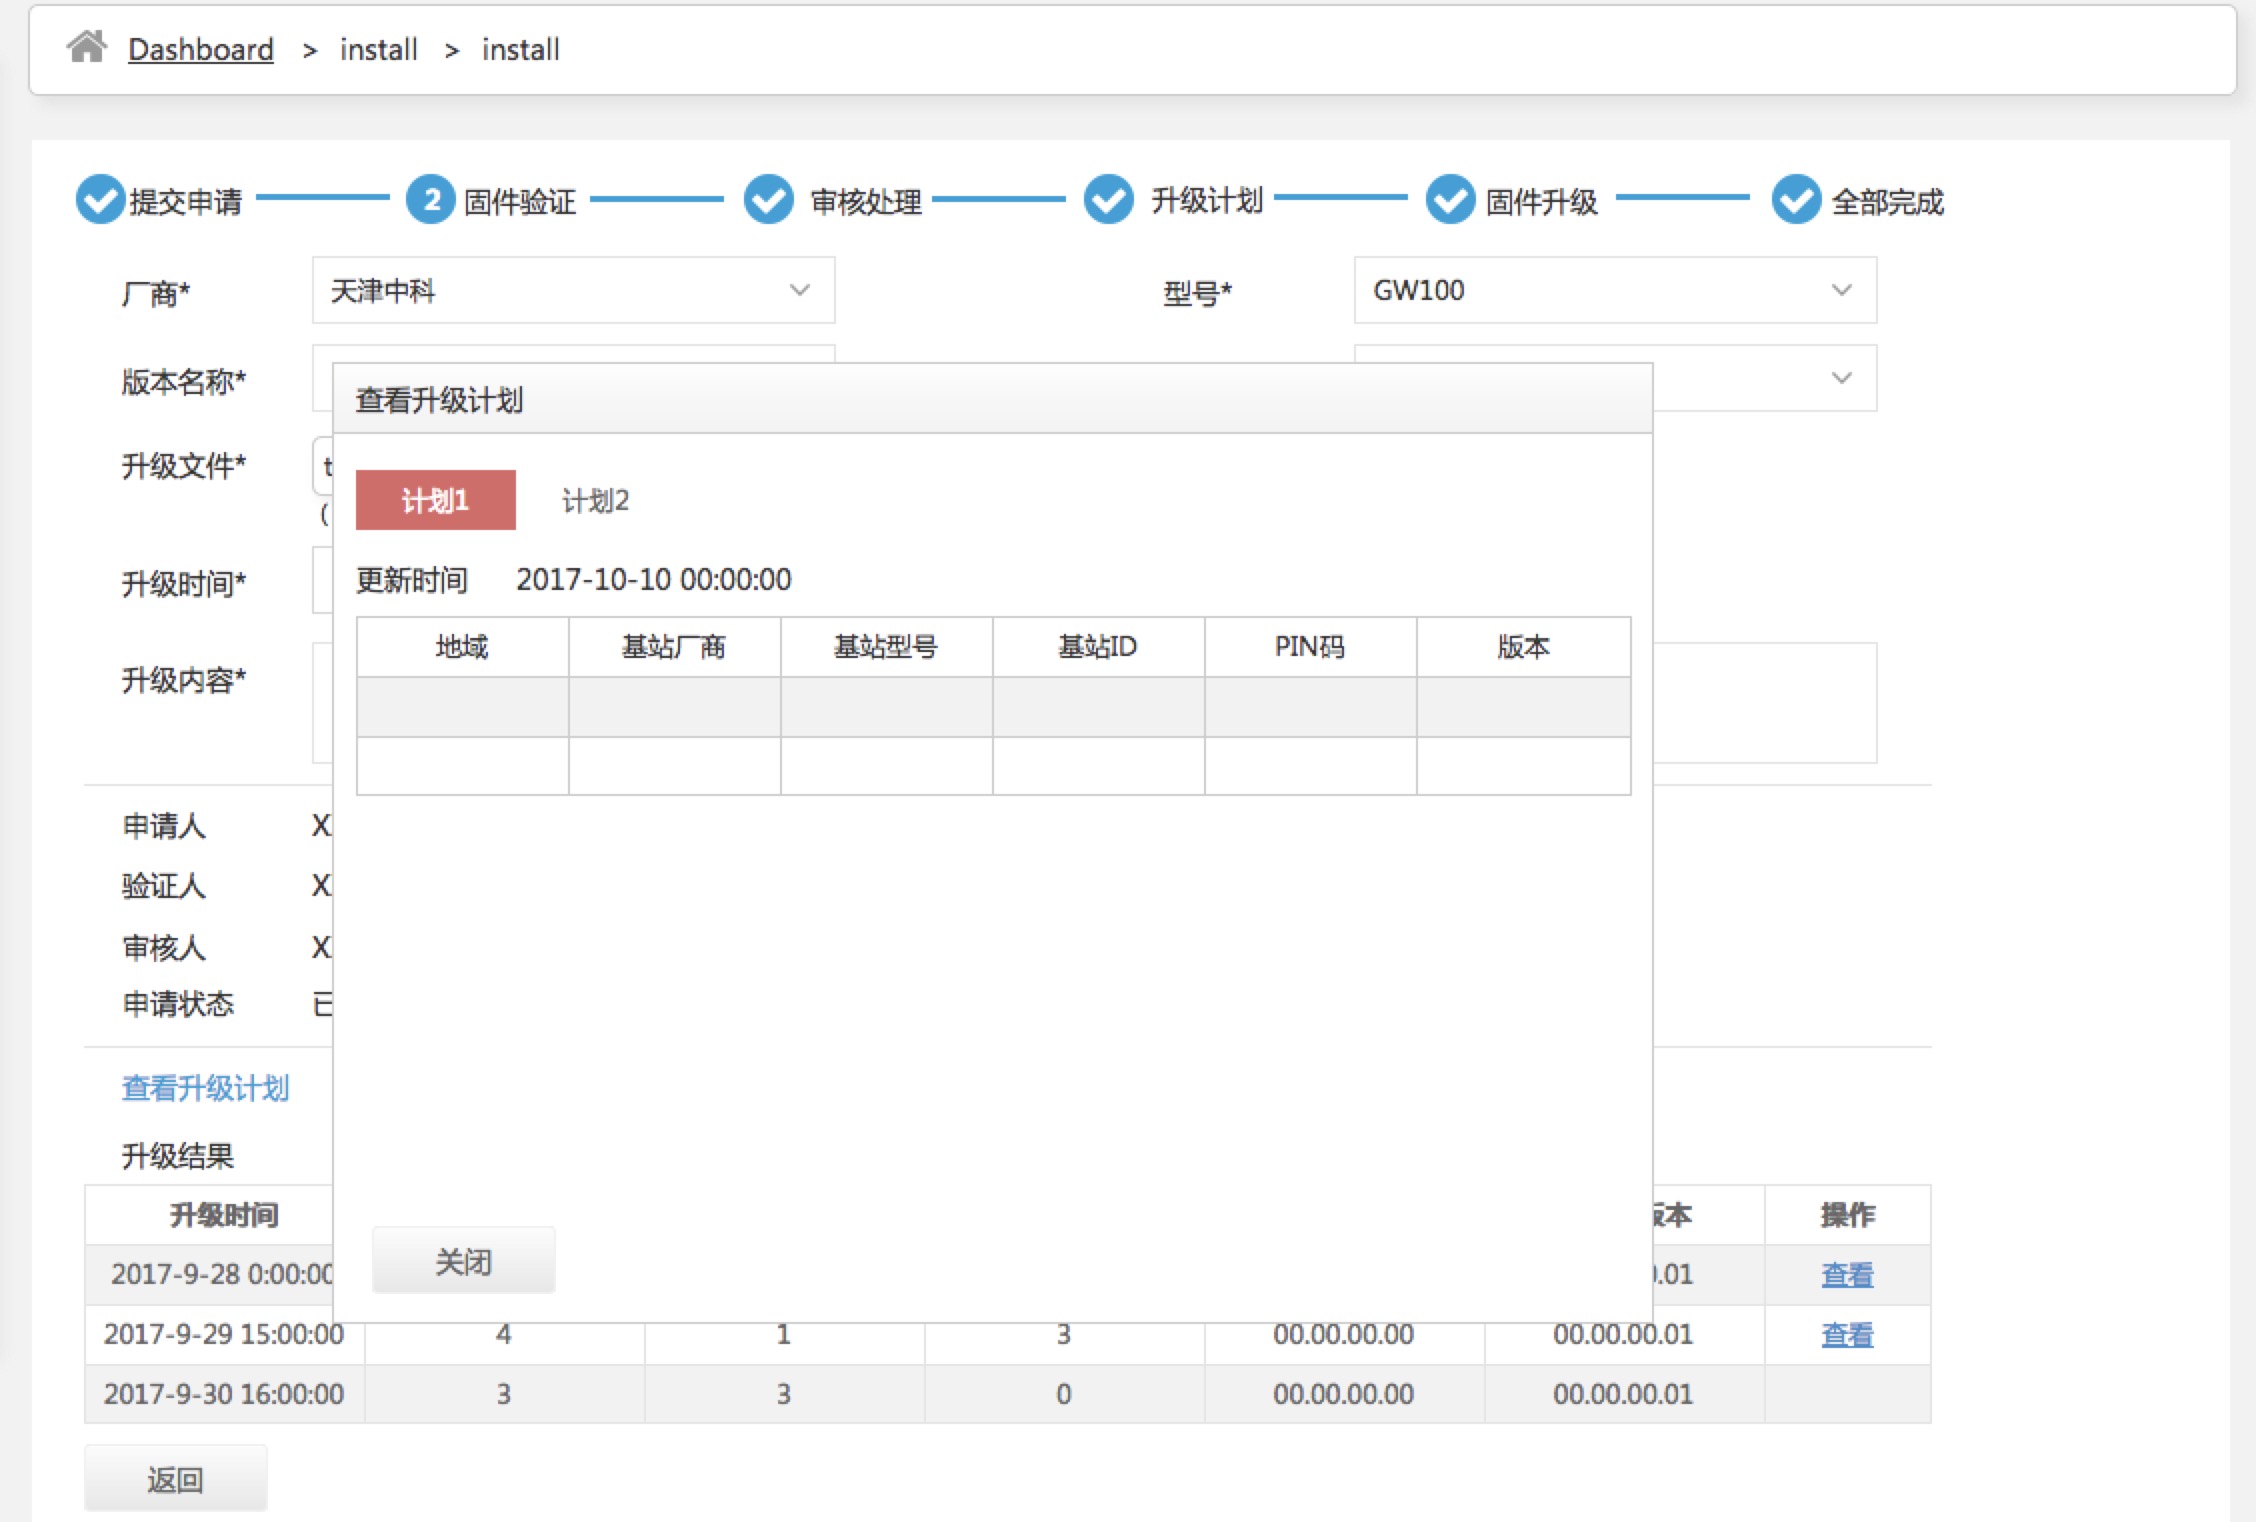 Dashboard > install > install
提交申请 2 固件验证 审核处理 升级计划 固件升级 全部完成
厂商* 天津中科 型号* GW100
版本名称*
查看升级计划
升级文件* t
(
计划1 计划2
升级时间*
更新时间 2017-10-10 00:00:00
地域 基站厂商 基站型号 基站ID PIN码 版本
升级内容*
申请人 X
验证人 X
审核人 X
申请状态 已
查看升级计划
升级结果
升级时间 版本 操作
2017-9-28 0:00:00 .01 查看
关闭
2017-9-29 15:00:00 4 1 3 00.00.00.00 00.00.00.01 查看
2017-9-30 16:00:00 3 3 0 00.00.00.00 00.00.00.01
返回